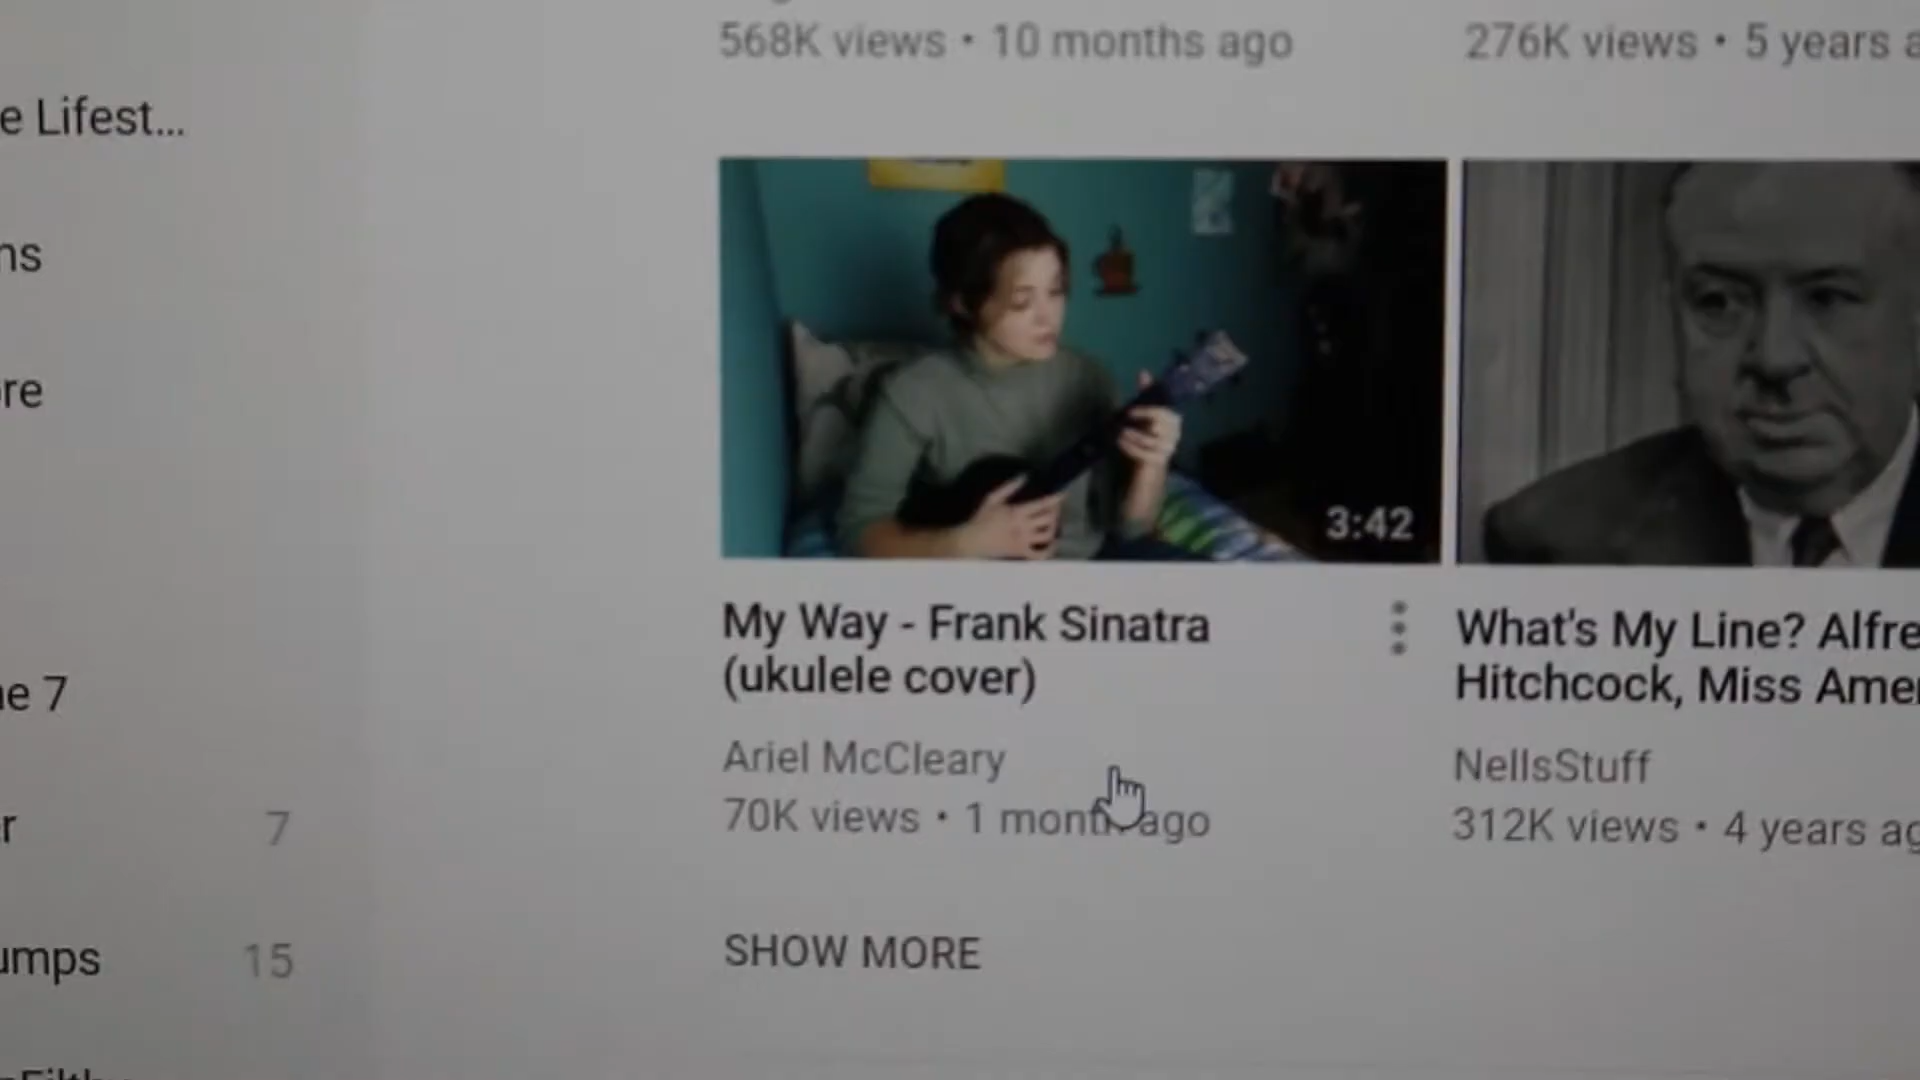 568K views • 10 months ago
276K views • 5 years a
e Lifest...
ns
re
3:42
My Way - Frank Sinatra
(ukulele cover)
What's My Line? Alfre
Hitchcock, Miss Amer
e 7
Ariel McCleary
NellsStuff
70K views • 1 month ago
312K views • 4 years ag
r 7
SHOW MORE
umps 15